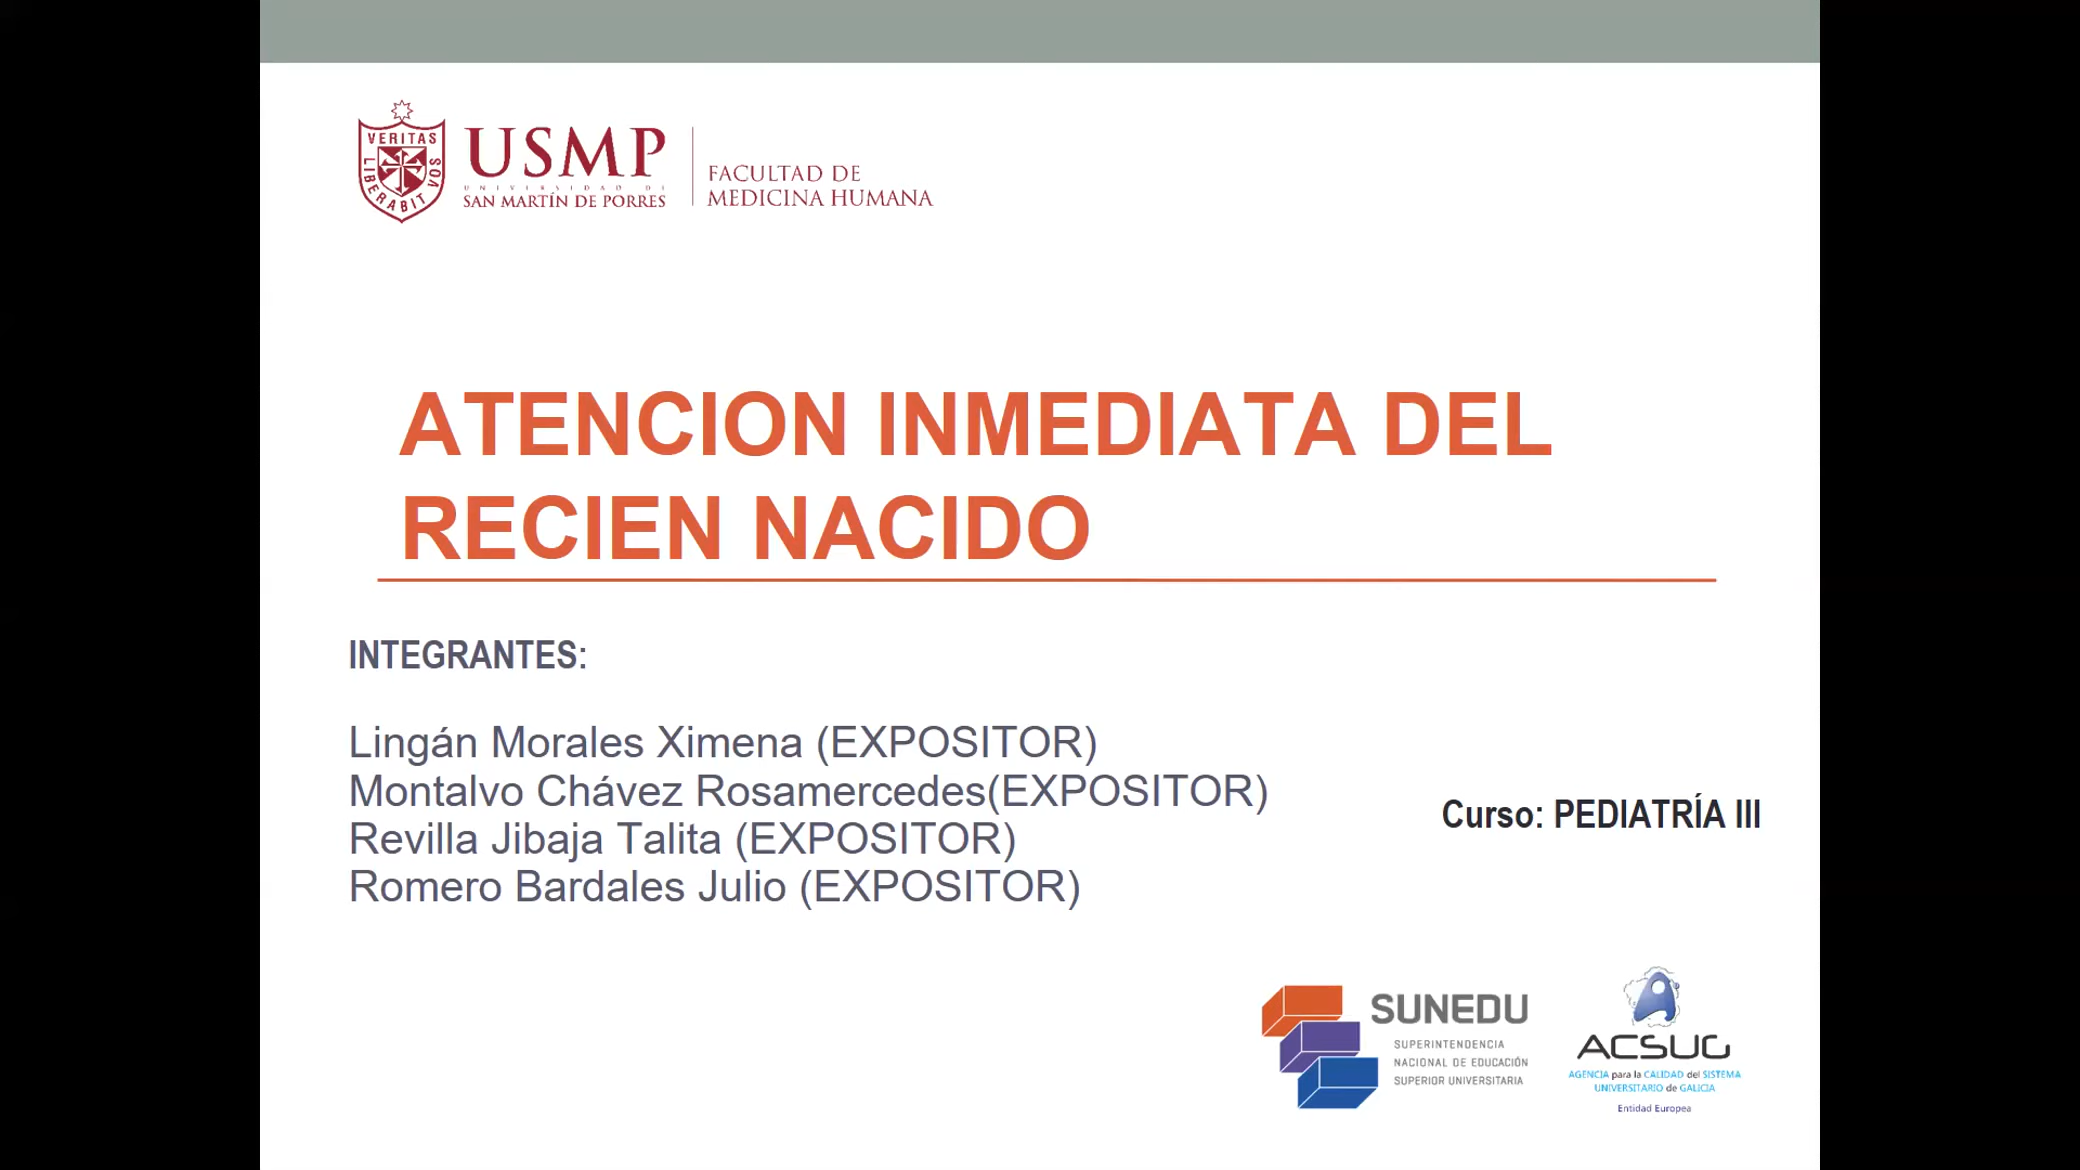 VERITAS
LIBERABIT VOS
USMP
UNIVERSIDAD DE
SAN MARTÍN DE PORRES
FACULTAD DE
MEDICINA HUMANA
ATENCION INMEDIATA DEL
RECIEN NACIDO
INTEGRANTES:
Lingán Morales Ximena (EXPOSITOR)
Montalvo Chávez Rosamercedes(EXPOSITOR)
Revilla Jibaja Talita (EXPOSITOR)
Romero Bardales Julio (EXPOSITOR)
Curso: PEDIATRÍA III
SUNEDU
SUPERINTENDENCIA
NACIONAL DE EDUCACIÓN
SUPERIOR UNIVERSITARIA
ACSUG
AGENCIA para la CALIDAD del SISTEMA
UNIVERSITARIO de GALICIA
Entidad Europea